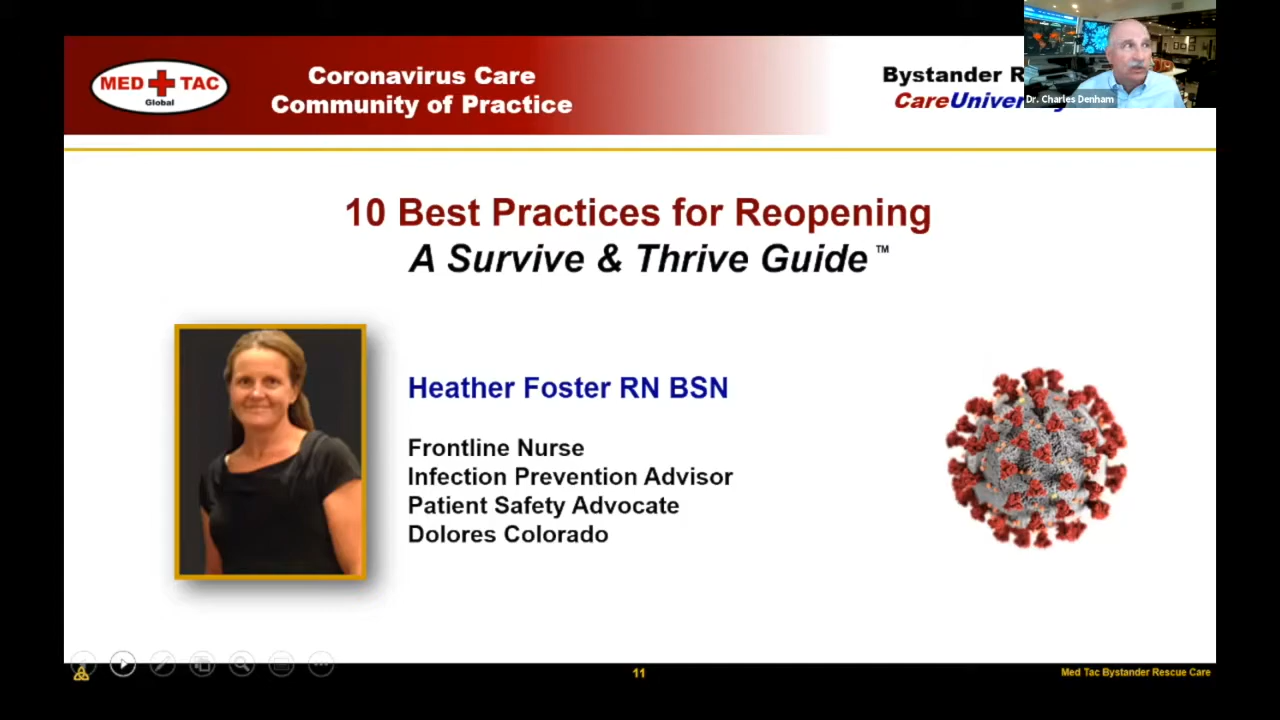 MED TAC
Global
Coronavirus Care
Community of Practice
Bystander R
CareUniver
Dr. Charles Denham
10 Best Practices for Reopening
A Survive & Thrive Guide™
Heather Foster RN BSN
Frontline Nurse
Infection Prevention Advisor
Patient Safety Advocate
Dolores Colorado
11
Med Tac Bystander Rescue Care